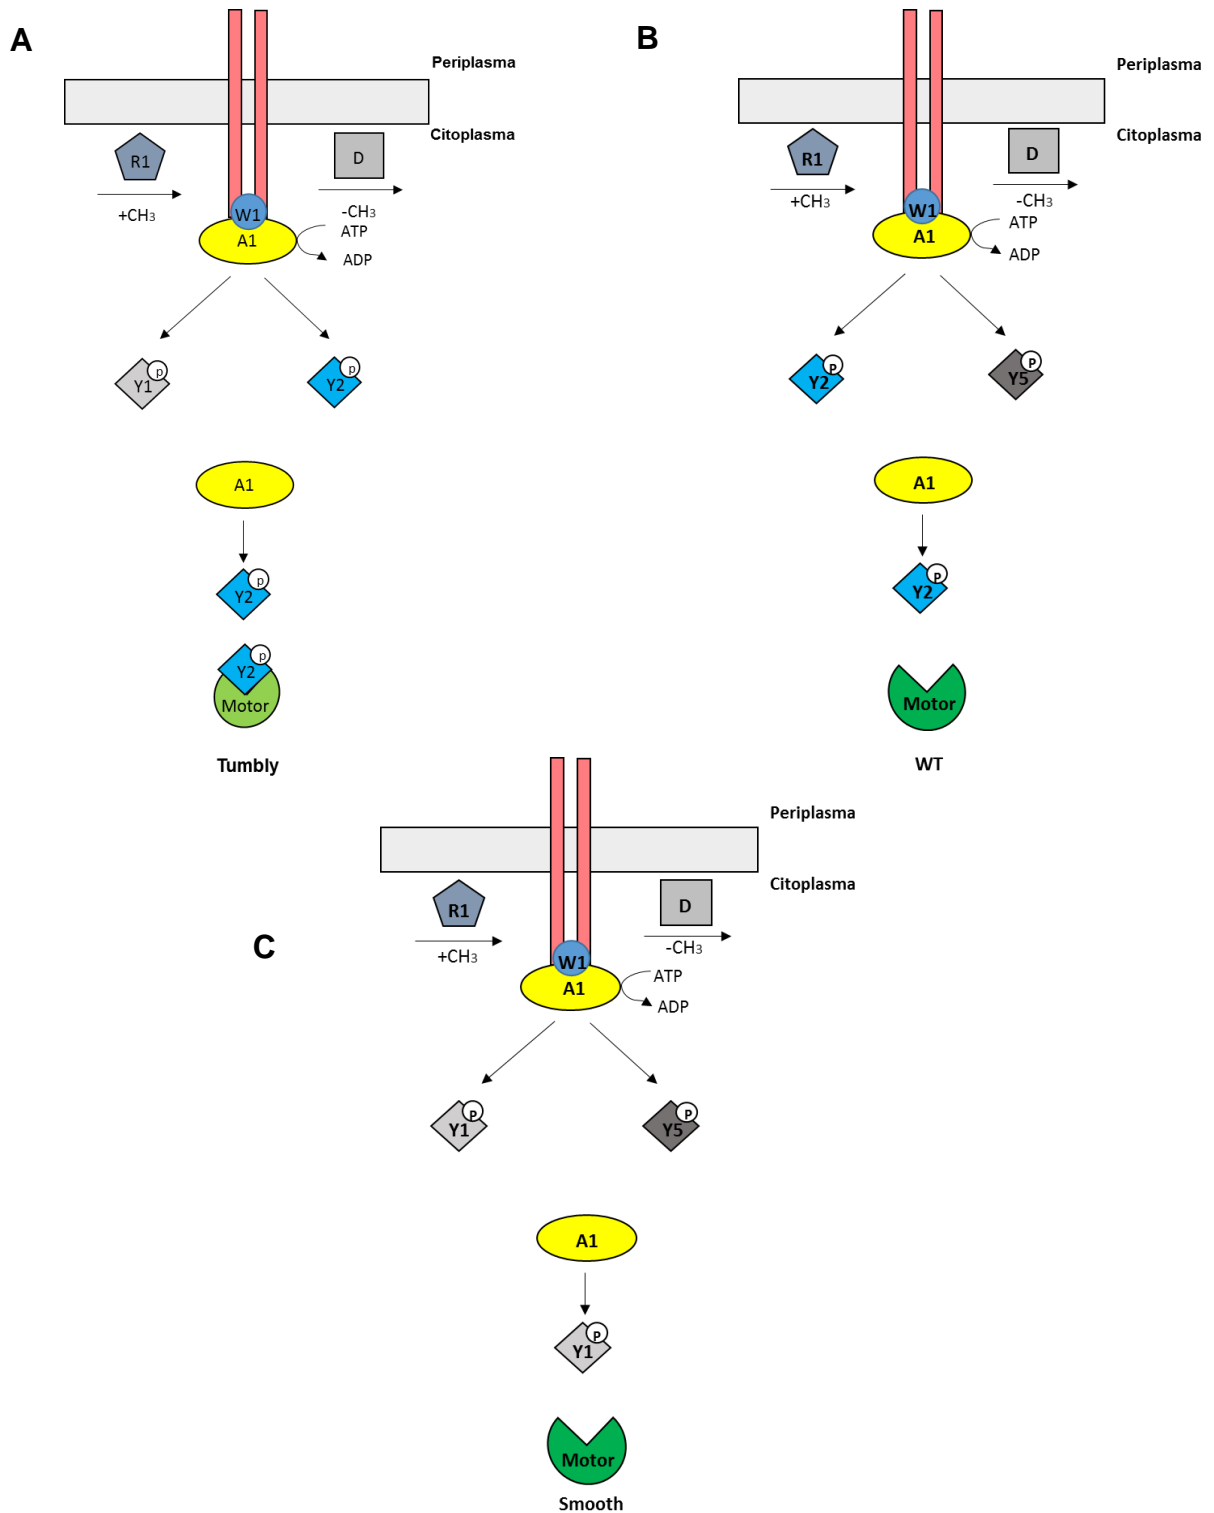 A
Periplasma
Citoplasma
R1
D
+CH3
-CH3
W1
A1
ATP
ADP
Y1
p
Y2
p
A1
Y2
p
Y2
p
Motor
Tumbly
B
Periplasma
Citoplasma
R1
D
+CH3
-CH3
W1
A1
ATP
ADP
Y2
P
Y5
P
A1
Y2
P
Motor
WT
C
Periplasma
Citoplasma
R1
D
+CH3
-CH3
W1
A1
ATP
ADP
Y1
P
Y5
P
A1
Y1
P
Motor
Smooth